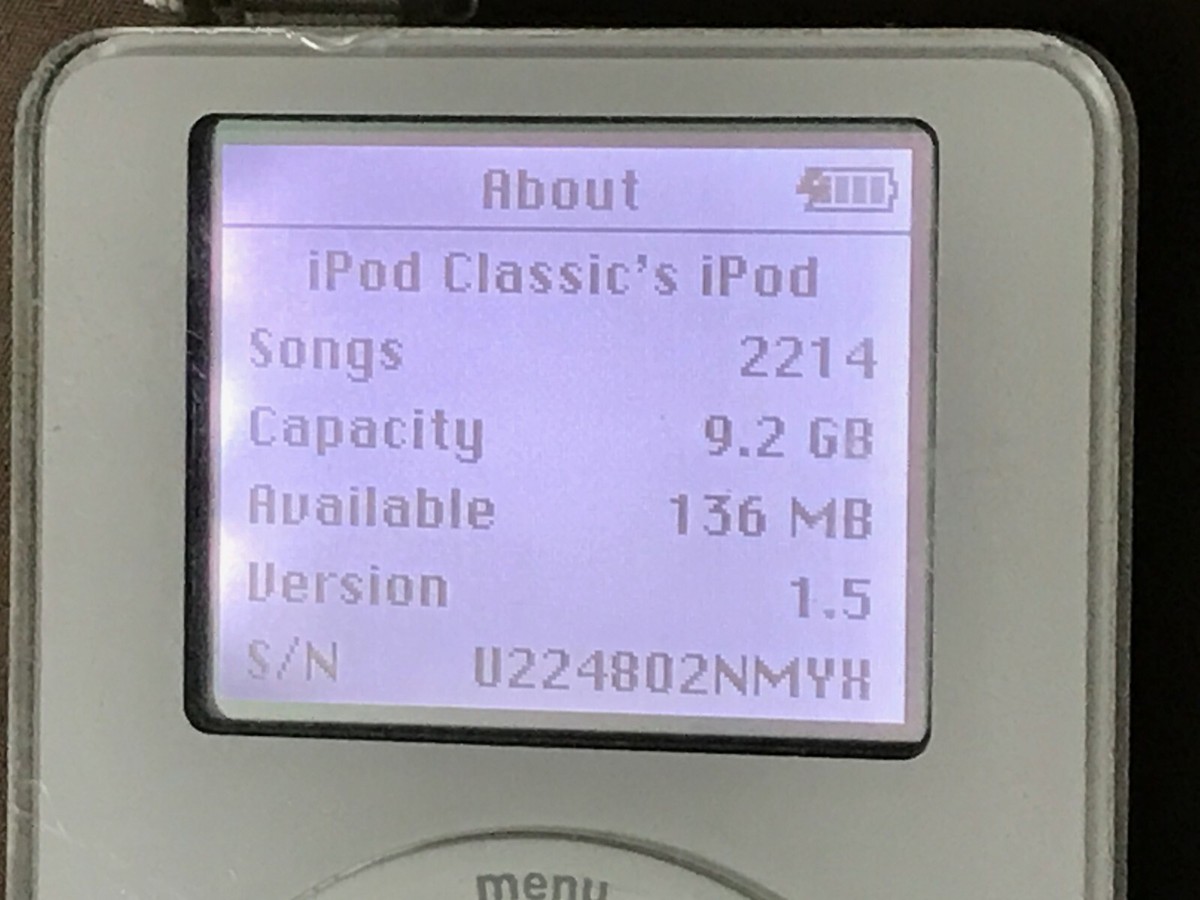 About
iPod Classic's iPod
Songs 2214
Capacity 9.2 GB
Available 136 MB
Version 1.5
S/N U224802NMYX
menu